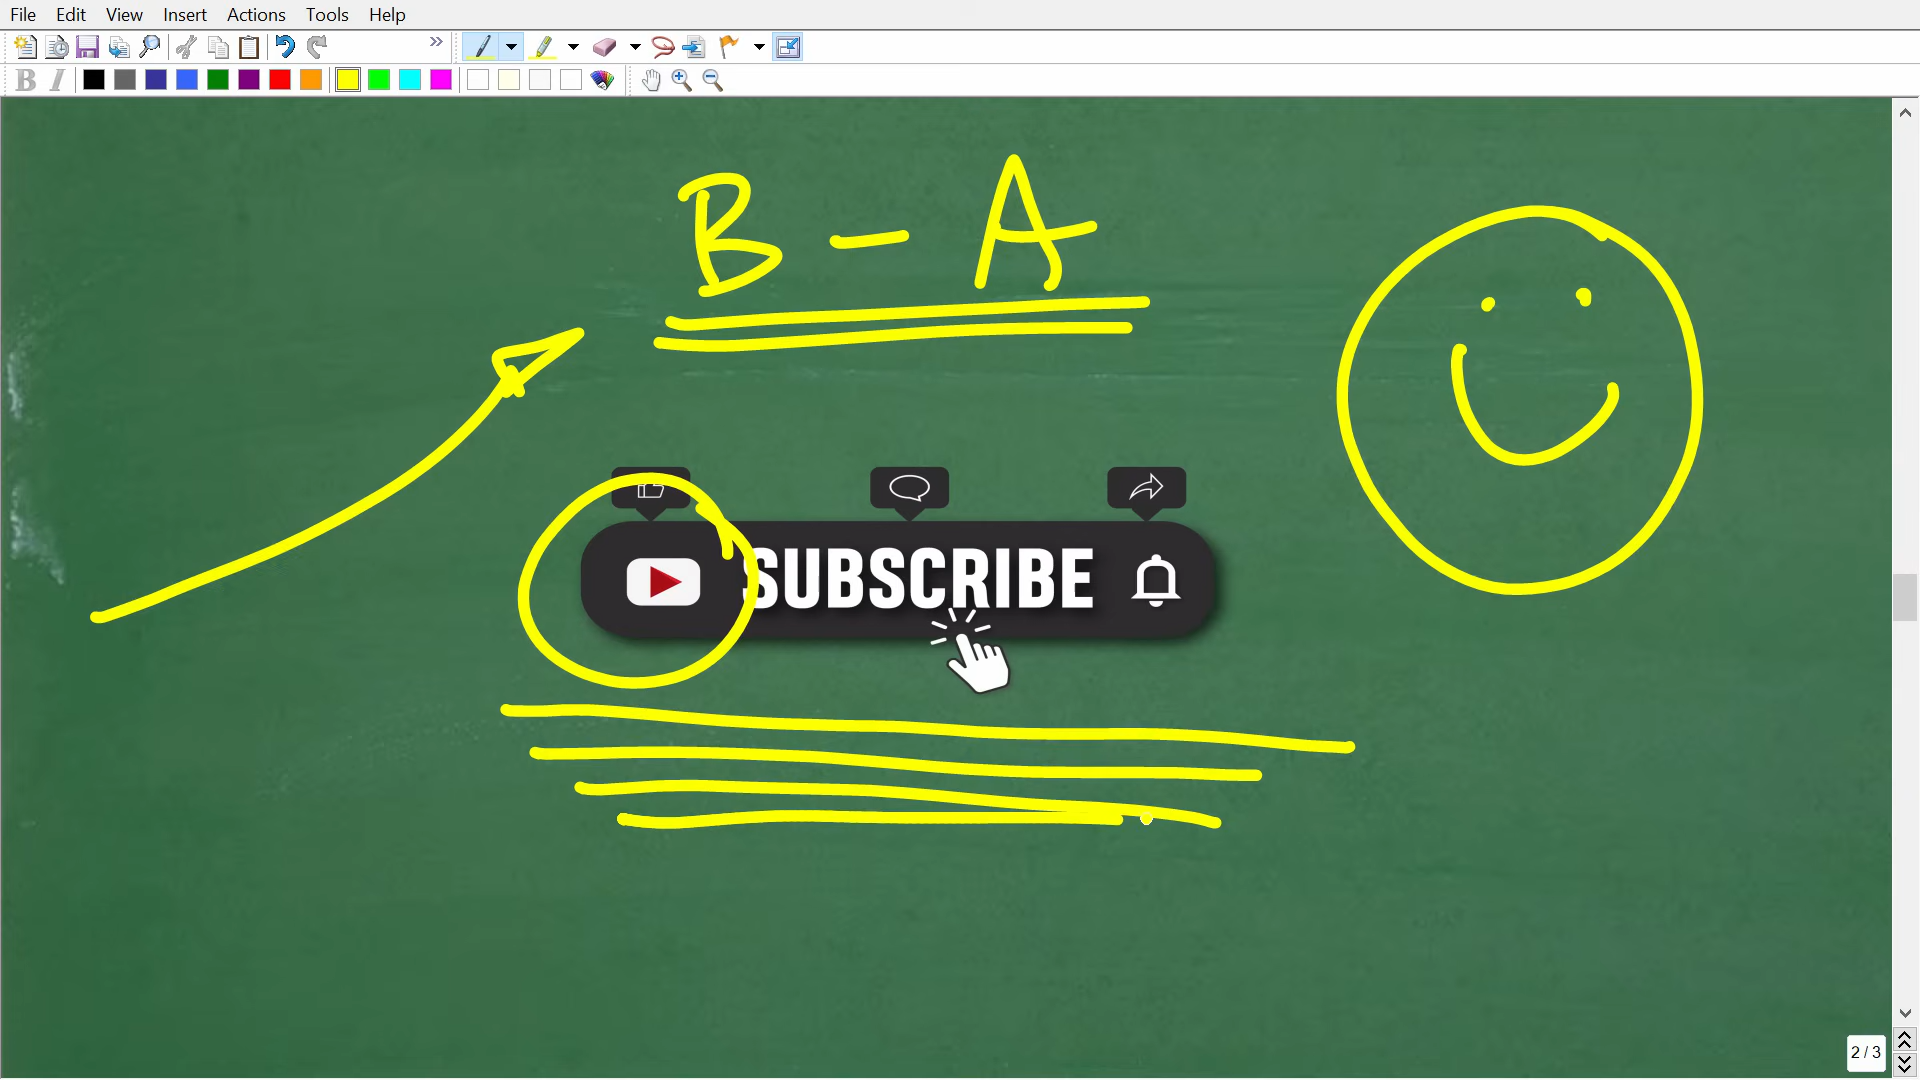 File Edit View Insert Actions Tools Help
B I
B - A
SUBSCRIBE
2 / 3